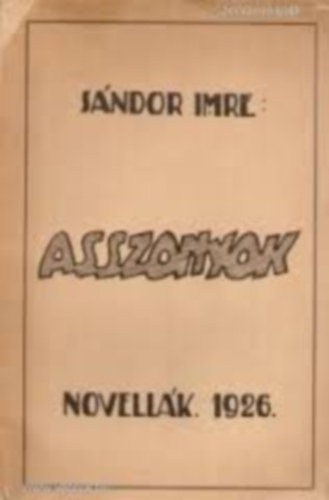 SÁNDOR IMRE:
ASSZONYOK
NOVELLÁK. 1926.